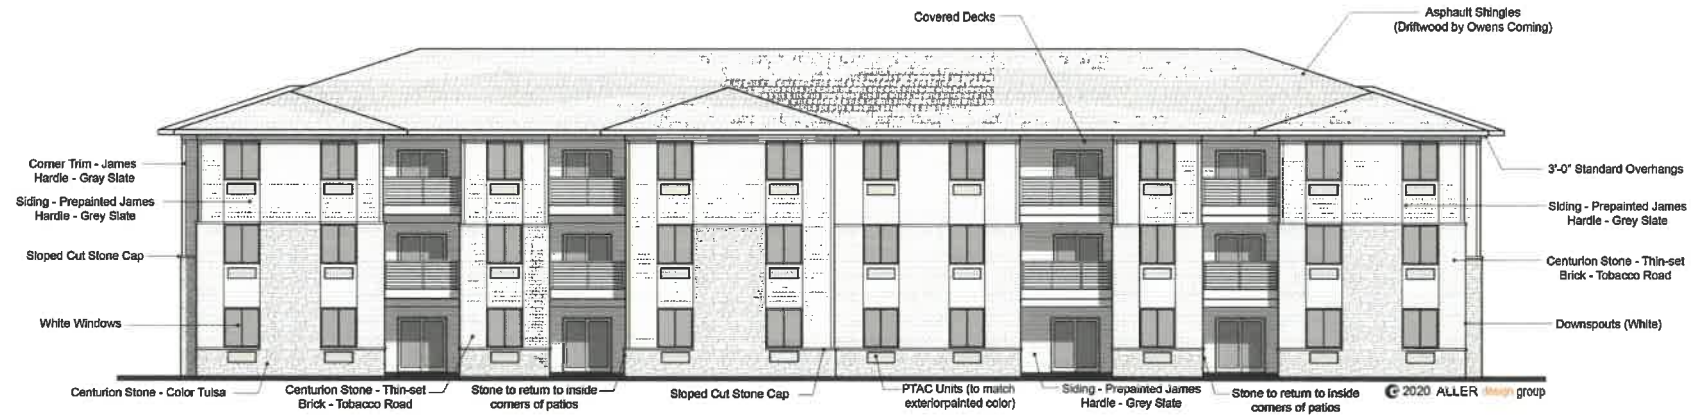 Covered Decks
Asphault Shingles
(Driftwood by Owens Corning)
Corner Trim - James
Hardie - Gray Slate
Siding - Prepainted James
Hardie - Grey Slate
Sloped Cut Stone Cap
White Windows
Centurion Stone - Color Tulsa
Centurion Stone - Thin-set
Brick - Tobacco Road
Stone to return to inside
corners of patios
Sloped Cut Stone Cap
PTAC Units (to match
exteriorpainted color)
Siding - Prepainted James
Hardie - Grey Slate
Stone to return to inside
corners of patios
3'-0" Standard Overhangs
Siding - Prepainted James
Hardie - Grey Slate
Centurion Stone - Thin-set
Brick - Tobacco Road
Downspouts (White)
© 2020 ALLER design group